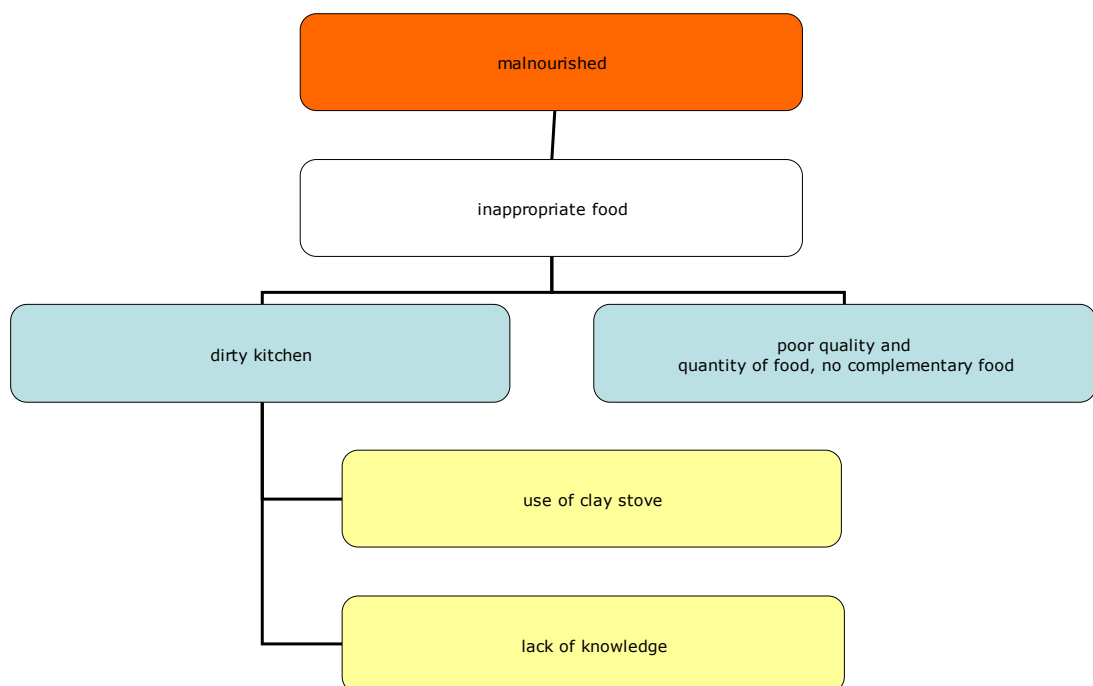 malnourished
inappropriate food
dirty kitchen
poor quality and
quantity of food, no complementary food
use of clay stove
lack of knowledge